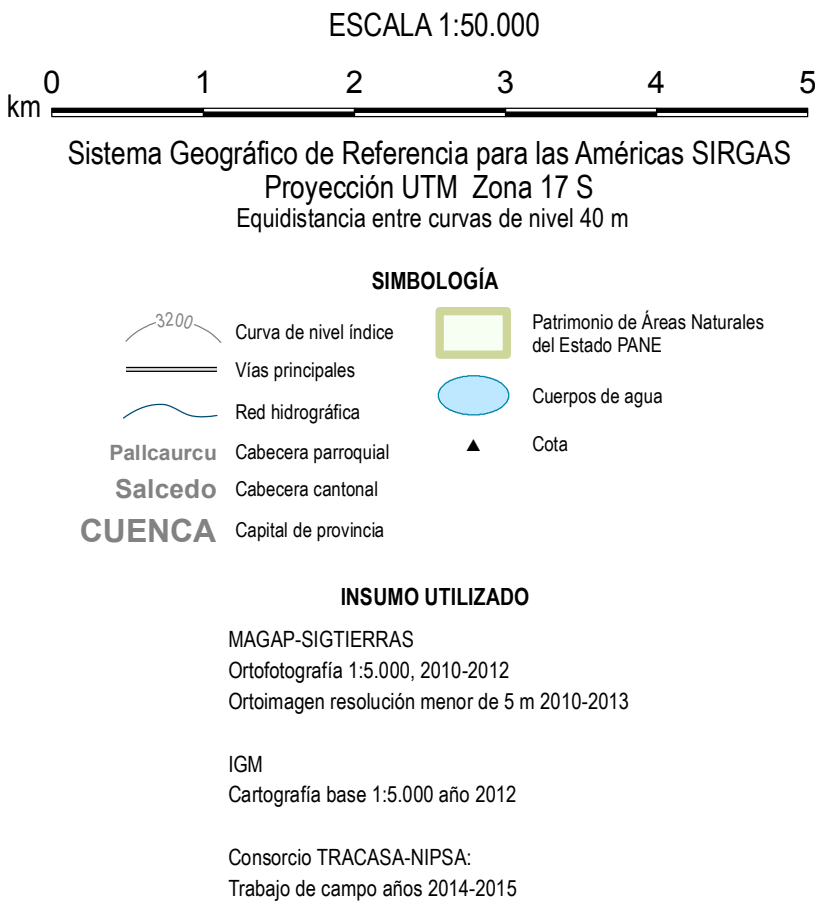 ESCALA 1:50.000
0 1 2 3 4 5
km
Sistema Geográfico de Referencia para las Américas SIRGAS
Proyección UTM Zona 17 S
Equidistancia entre curvas de nivel 40 m
SIMBOLOGÍA
3200 Curva de nivel índice
Vías principales
Red hidrográfica
Pallcaurcu Cabecera parroquial
Salcedo Cabecera cantonal
CUENCA Capital de provincia
Patrimonio de Áreas Naturales
del Estado PANE
Cuerpos de agua
Cota
INSUMO UTILIZADO
MAGAP-SIGTIERRAS
Ortofotografía 1:5.000, 2010-2012
Ortoimagen resolución menor de 5 m 2010-2013
IGM
Cartografía base 1:5.000 año 2012
Consorcio TRACASA-NIPSA:
Trabajo de campo años 2014-2015